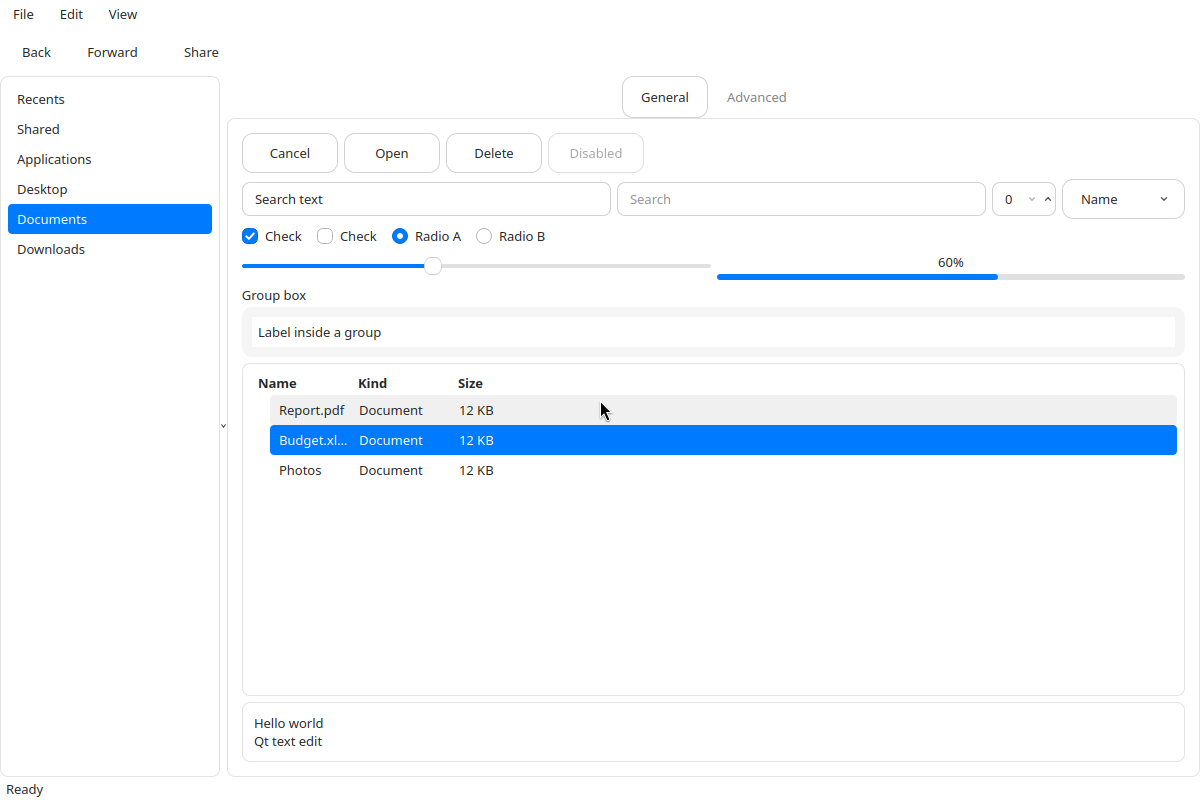 File Edit View
Back Forward Share
Recents
Shared
Applications
Desktop
Documents
Downloads
General Advanced
Cancel Open Delete Disabled
Search text Search 0 Name
Check Check Radio A Radio B
60%
Group box
Label inside a group
Name Kind Size
Report.pdf Document 12 KB
Budget.xl... Document 12 KB
Photos Document 12 KB
Hello world
Qt text edit
Ready